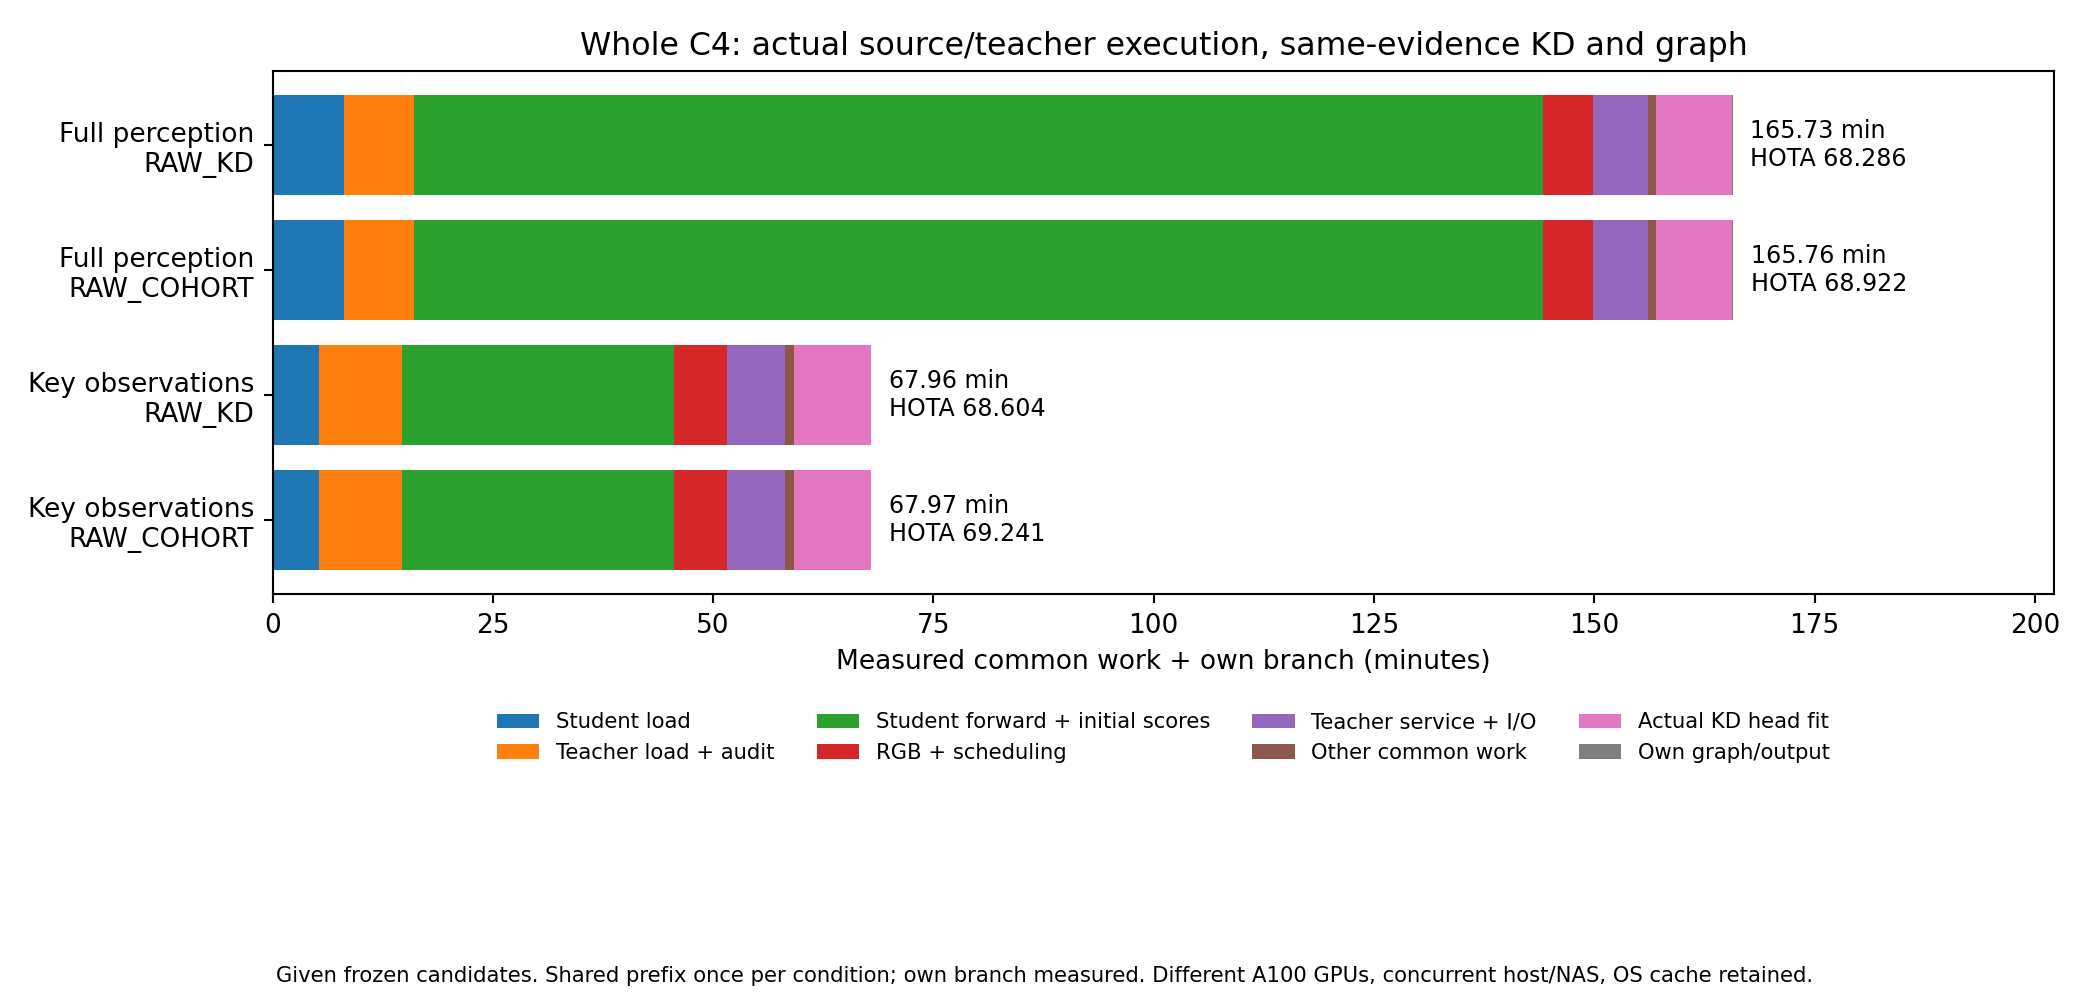 Whole C4: actual source/teacher execution, same-evidence KD and graph
Full perception
RAW_KD
165.73 min
HOTA 68.286
Full perception
RAW_COHORT
165.76 min
HOTA 68.922
Key observations
RAW_KD
67.96 min
HOTA 68.604
Key observations
RAW_COHORT
67.97 min
HOTA 69.241
0 25 50 75 100 125 150 175 200
Measured common work + own branch (minutes)
Student load
Teacher load + audit
Student forward + initial scores
RGB + scheduling
Teacher service + I/O
Other common work
Actual KD head fit
Own graph/output
Given frozen candidates. Shared prefix once per condition; own branch measured. Different A100 GPUs, concurrent host/NAS, OS cache retained.